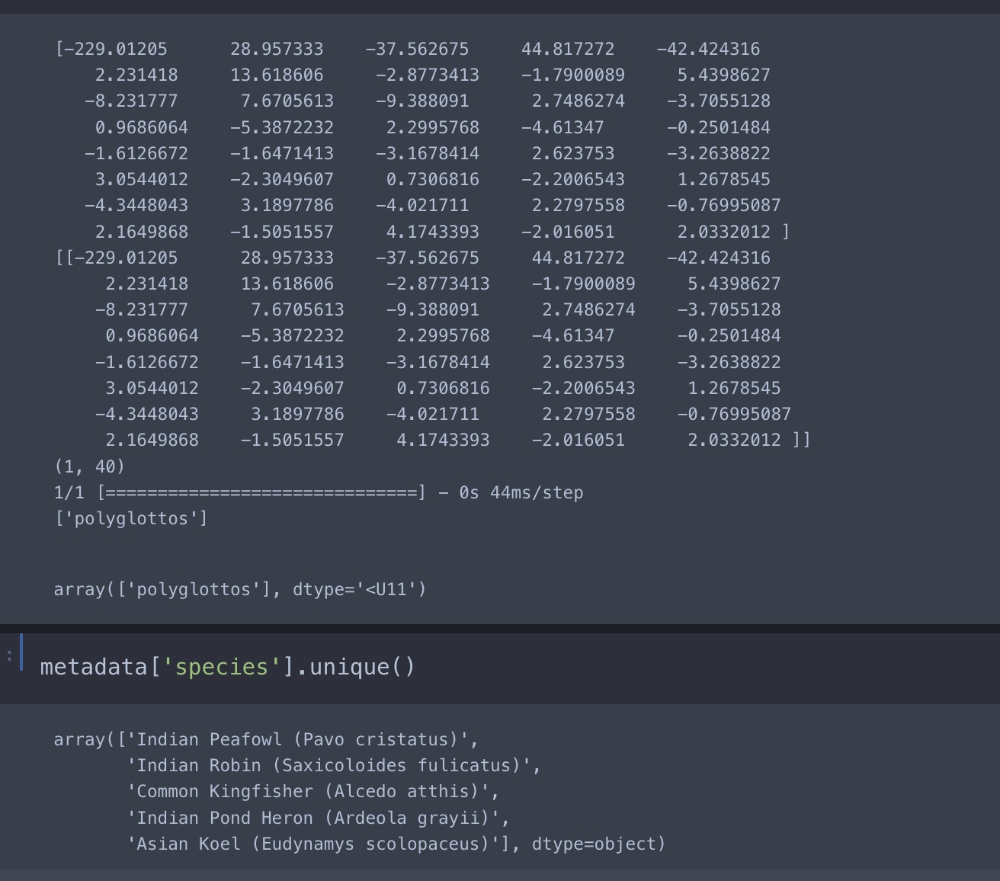 [-229.01205 28.957333 -37.562675 44.817272 -42.424316
2.231418 13.618606 -2.8773413 -1.7900089 5.4398627
-8.231777 7.6705613 -9.388091 2.7486274 -3.7055128
0.9686064 -5.3872232 2.2995768 -4.61347 -0.2501484
-1.6126672 -1.6471413 -3.1678414 2.623753 -3.2638822
3.0544012 -2.3049607 0.7306816 -2.2006543 1.2678545
-4.3448043 3.1897786 -4.021711 2.2797558 -0.76995087
2.1649868 -1.5051557 4.1743393 -2.016051 2.0332012 ]
[[-229.01205 28.957333 -37.562675 44.817272 -42.424316
2.231418 13.618606 -2.8773413 -1.7900089 5.4398627
-8.231777 7.6705613 -9.388091 2.7486274 -3.7055128
0.9686064 -5.3872232 2.2995768 -4.61347 -0.2501484
-1.6126672 -1.6471413 -3.1678414 2.623753 -3.2638822
3.0544012 -2.3049607 0.7306816 -2.2006543 1.2678545
-4.3448043 3.1897786 -4.021711 2.2797558 -0.76995087
2.1649868 -1.5051557 4.1743393 -2.016051 2.0332012 ]]
(1, 40)
1/1 [==============================] - 0s 44ms/step
['polyglottos']
array(['polyglottos'], dtype='<U11')
: metadata['species'].unique()
array(['Indian Peafowl (Pavo cristatus)',
'Indian Robin (Saxicoloides fulicatus)',
'Common Kingfisher (Alcedo atthis)',
'Indian Pond Heron (Ardeola grayii)',
'Asian Koel (Eudynamys scolopaceus)'], dtype=object)